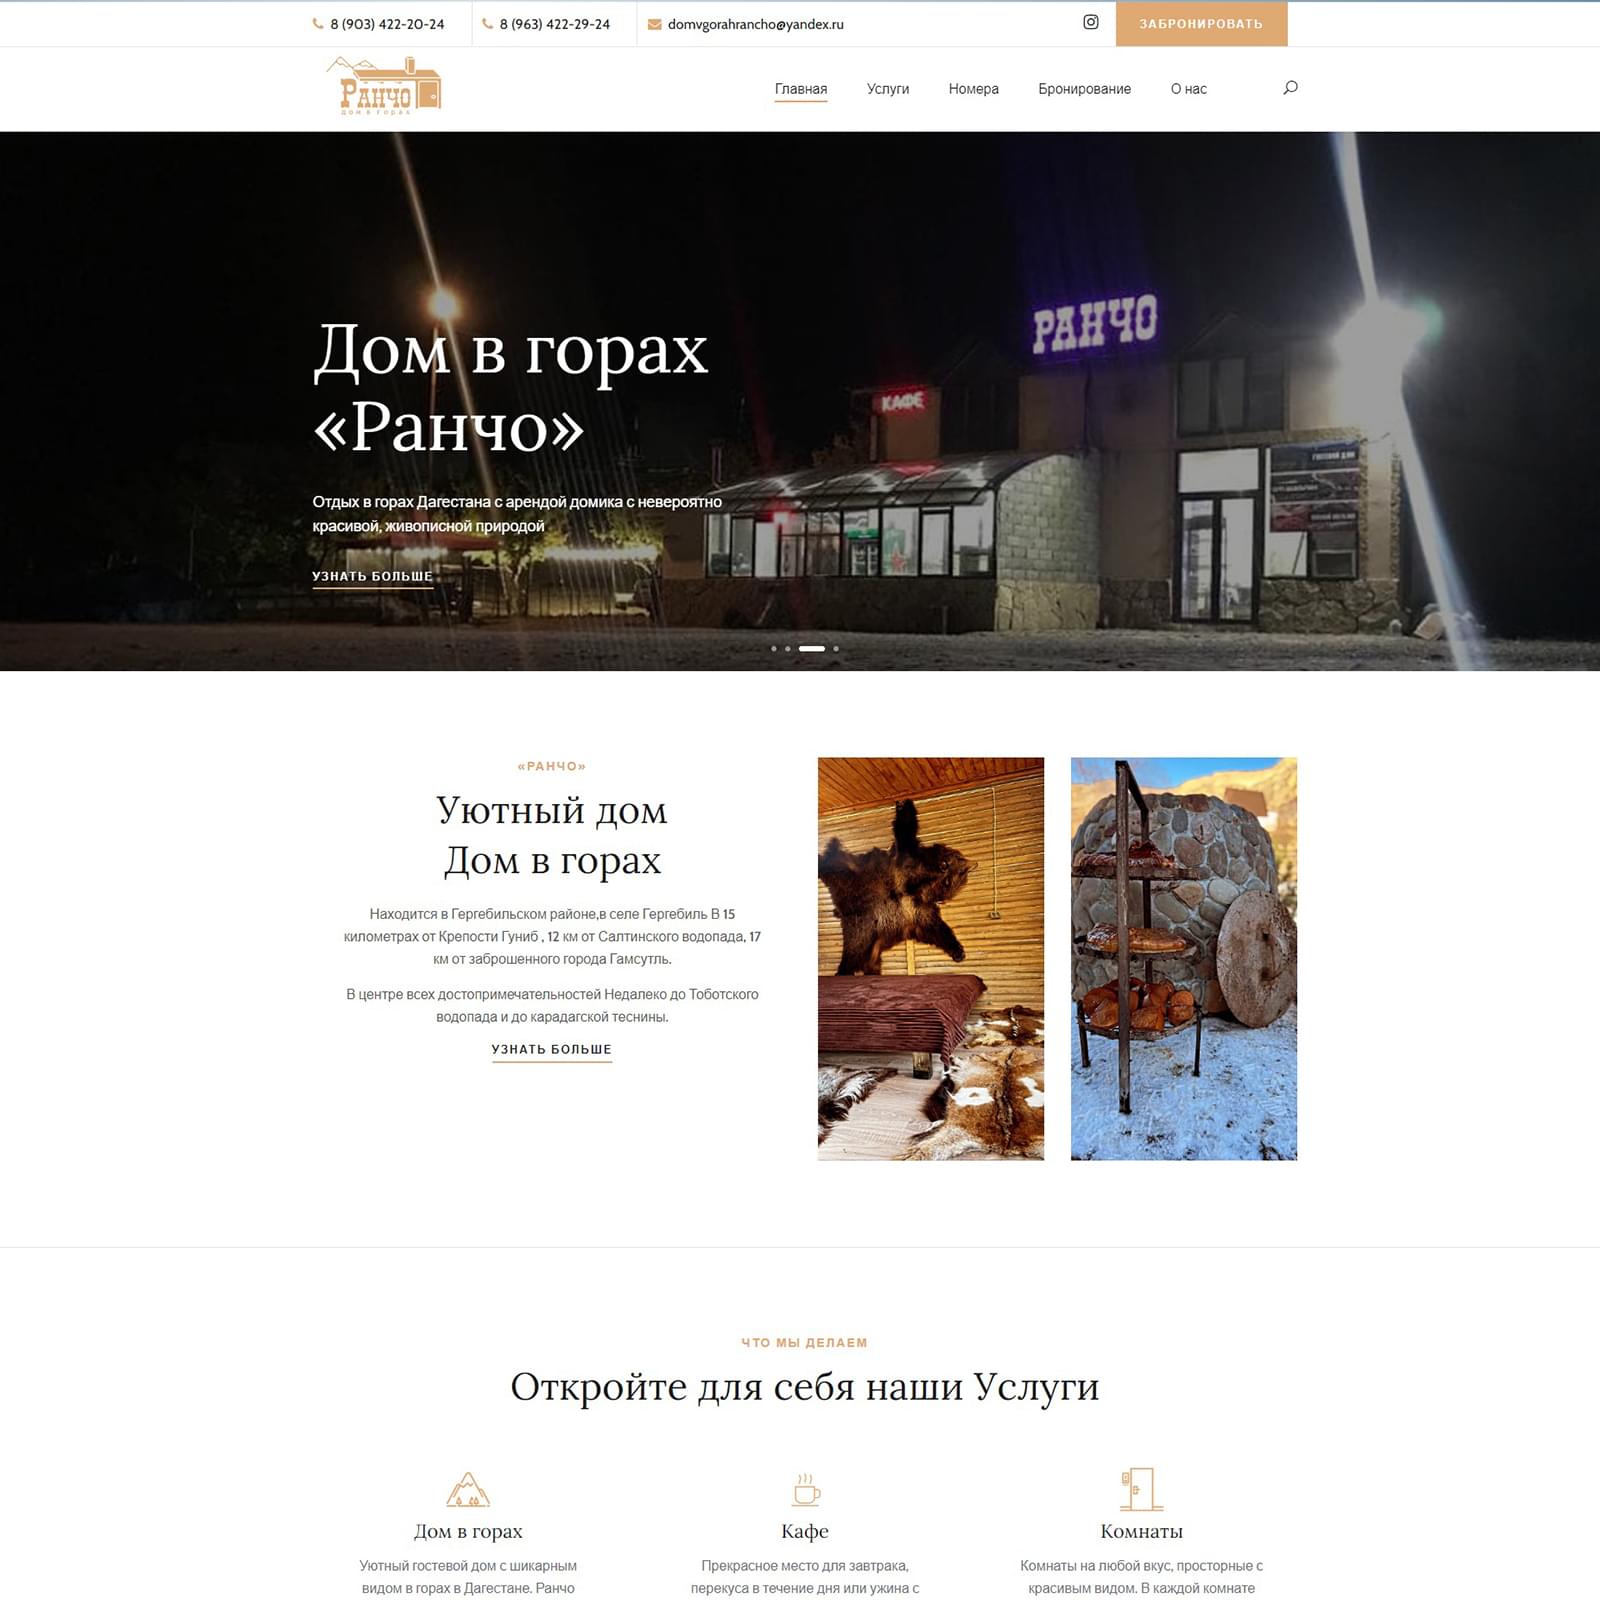 8 (903) 422-20-24
8 (963) 422-29-24
domvgorahrancho@yandex.ru
ЗАБРОНИРОВАТЬ
РАНЧО
дом в горах
Главная
Услуги
Номера
Бронирование
О нас
РАНЧО
КАФЕ
Дом в горах
«Ранчо»
Отдых в горах Дагестана с арендой домика с невероятно
красивой, живописной природой
УЗНАТЬ БОЛЬШЕ
«РАНЧО»
Уютный дом
Дом в горах
Находится в Гергебильском районе,в селе Гергебиль В 15
километрах от Крепости Гуниб , 12 км от Салтинского водопада, 17
км от заброшенного города Гамсутль.
В центре всех достопримечательностей Недалеко до Тоботского
водопада и до карадагской теснины.
УЗНАТЬ БОЛЬШЕ
ЧТО МЫ ДЕЛАЕМ
Откройте для себя наши Услуги
Дом в горах
Уютный гостевой дом с шикарным
видом в горах в Дагестане. Ранчо
Кафе
Прекрасное место для завтрака,
перекуса в течение дня или ужина с
Комнаты
Комнаты на любой вкус, просторные с
красивым видом. В каждой комнате